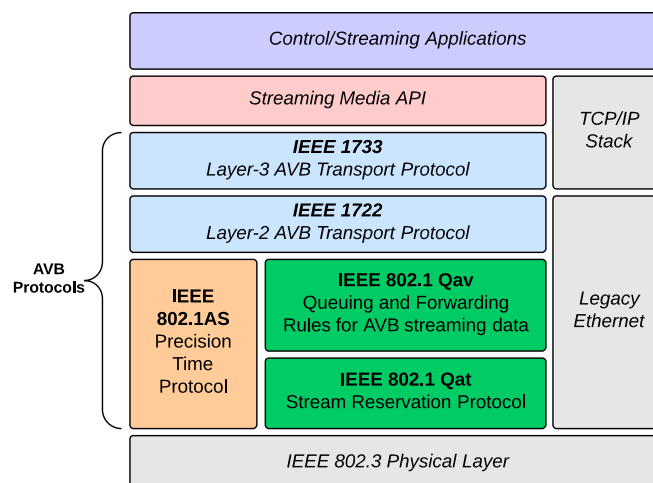 Control/Streaming Applications
Streaming Media API
TCP/IP
Stack
IEEE 1733
Layer-3 AVB Transport Protocol
IEEE 1722
Layer-2 AVB Transport Protocol
AVB
Protocols
IEEE
802.1AS
Precision
Time
Protocol
IEEE 802.1 Qav
Queuing and Forwarding
Rules for AVB streaming data
IEEE 802.1 Qat
Stream Reservation Protocol
Legacy
Ethernet
IEEE 802.3 Physical Layer